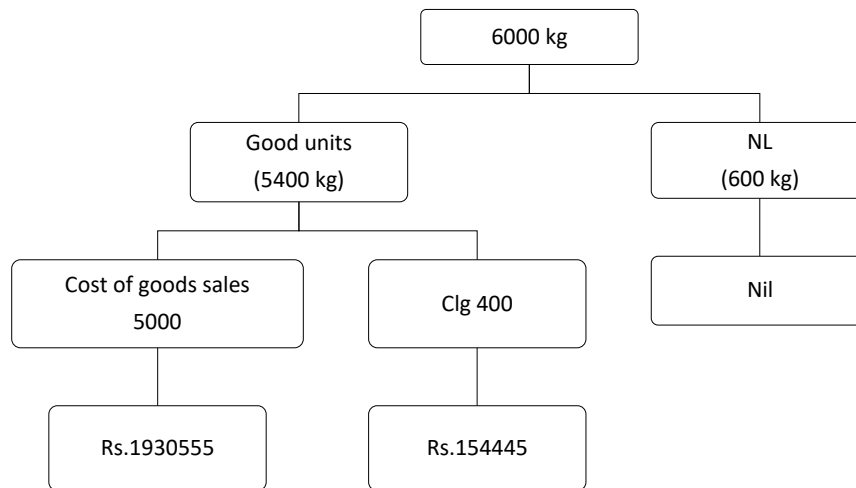 6000 kg
Good units
(5400 kg)
NL
(600 kg)
Cost of goods sales
5000
Clg 400
Nil
Rs.1930555
Rs.154445